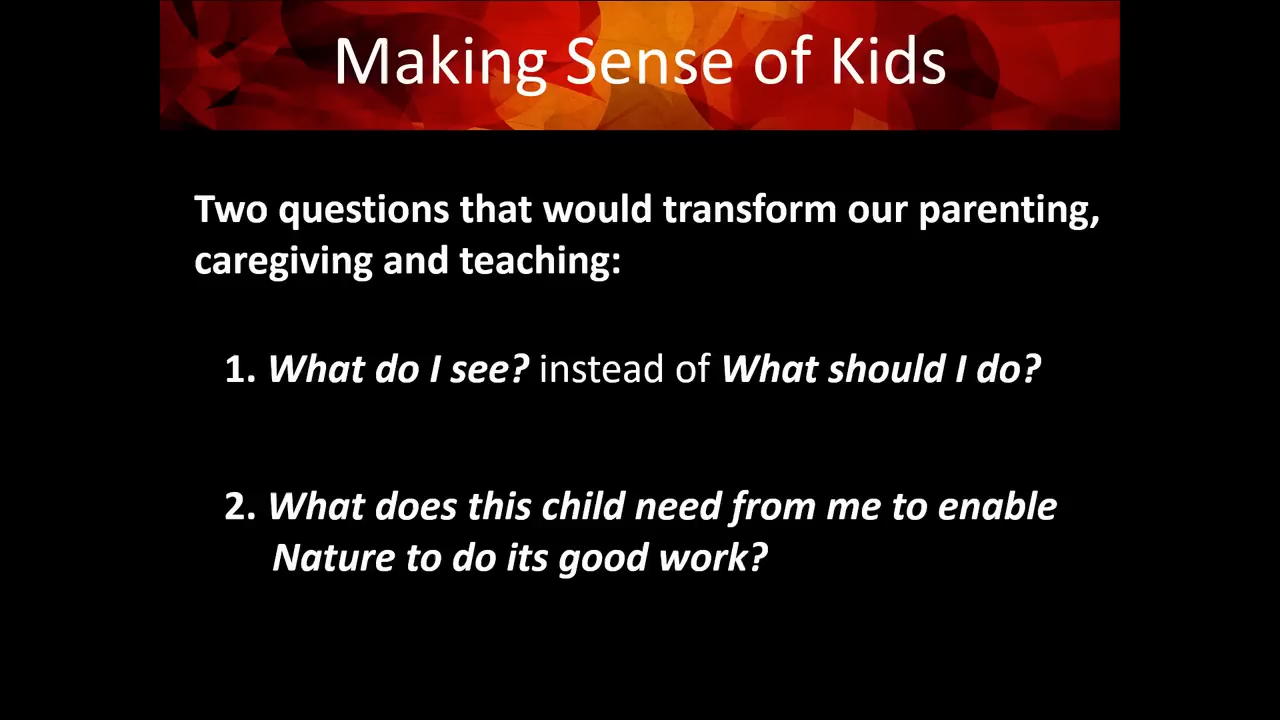 Making Sense of Kids
Two questions that would transform our parenting,
caregiving and teaching:
1. What do I see? instead of What should I do?
2. What does this child need from me to enable
Nature to do its good work?